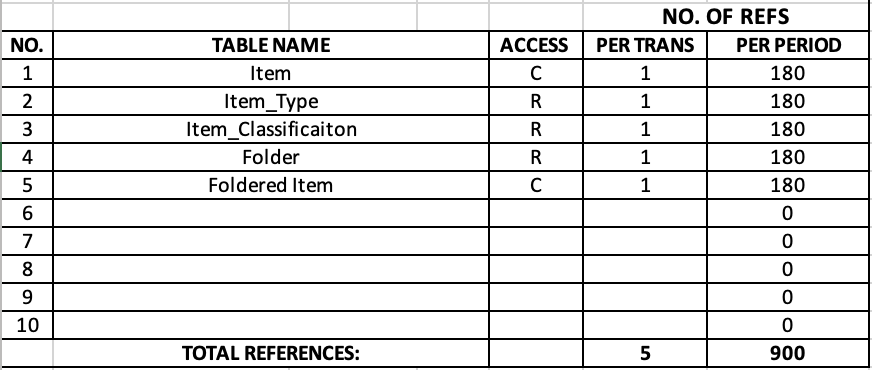 NO. OF REFS
NO. TABLE NAME ACCESS PER TRANS PER PERIOD
1 Item C 1 180
2 Item_Type R 1 180
3 Item_Classificaiton R 1 180
4 Folder R 1 180
5 Foldered Item C 1 180
6 0
7 0
8 0
9 0
10 0
TOTAL REFERENCES: 5 900